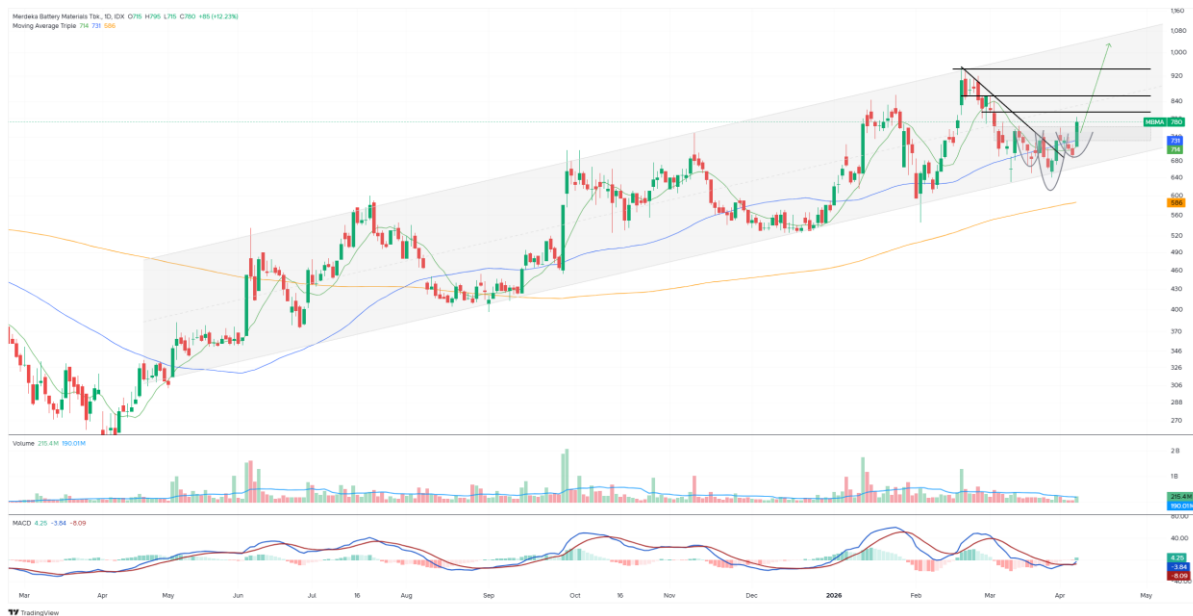 Merdeka Battery Materials Tbk., 1D, IDX O715 H795 L715 C780 +85 (+12.23%)
Moving Average Triple 714 731 586
1,160
1,080
1,000
920
840
MBMA 780
731
714
680
640
586
600
560
520
490
460
430
400
370
346
326
306
288
270
Volume 215.4M 190.01M
2B
1B
215.4M
190.01M
MACD 4.25 -3.84 -8.09
80.00
40.00
4.25
-3.84
-8.09
Mar Apr May Jun Jul 16 Aug Sep Oct 16 Nov Dec 2026 Feb Mar Apr May
TradingView